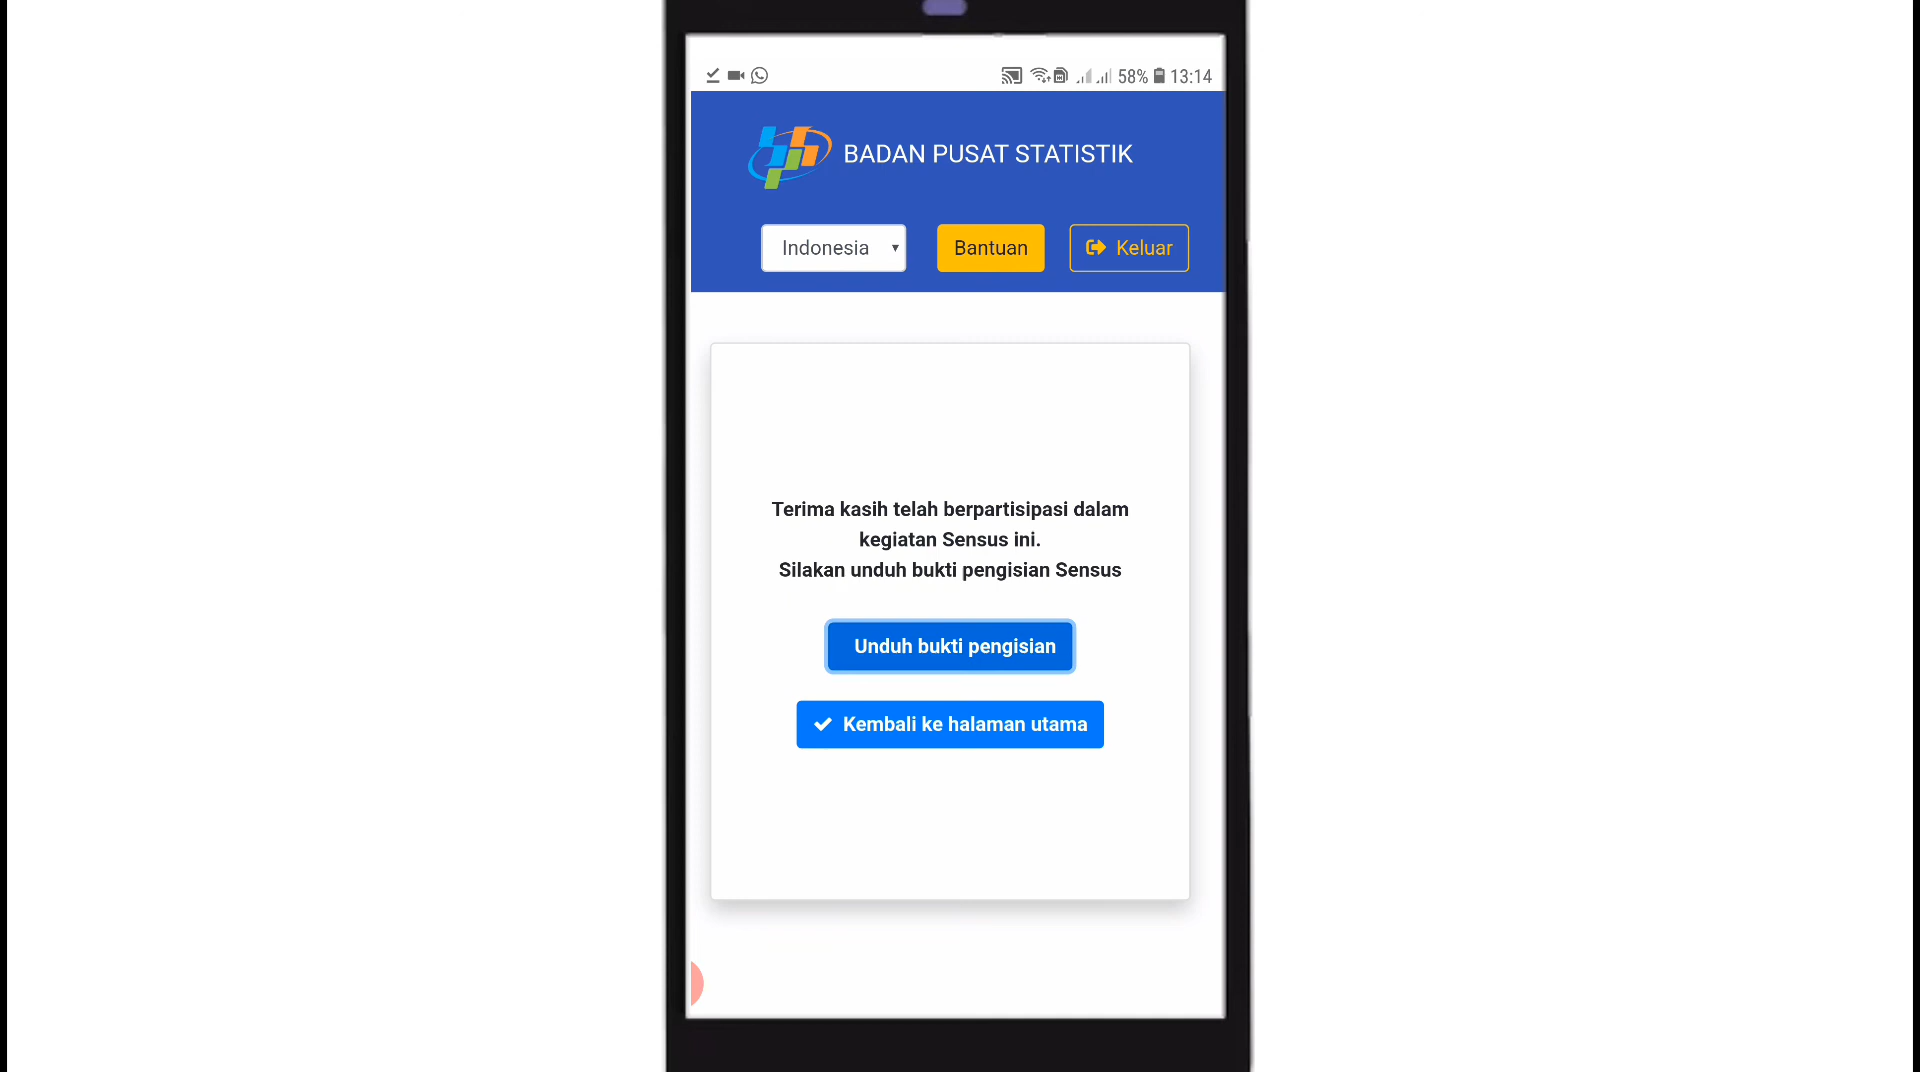 58% 13:14
BADAN PUSAT STATISTIK
Indonesia Bantuan Keluar
Terima kasih telah berpartisipasi dalam
kegiatan Sensus ini.
Silakan unduh bukti pengisian Sensus
Unduh bukti pengisian
Kembali ke halaman utama